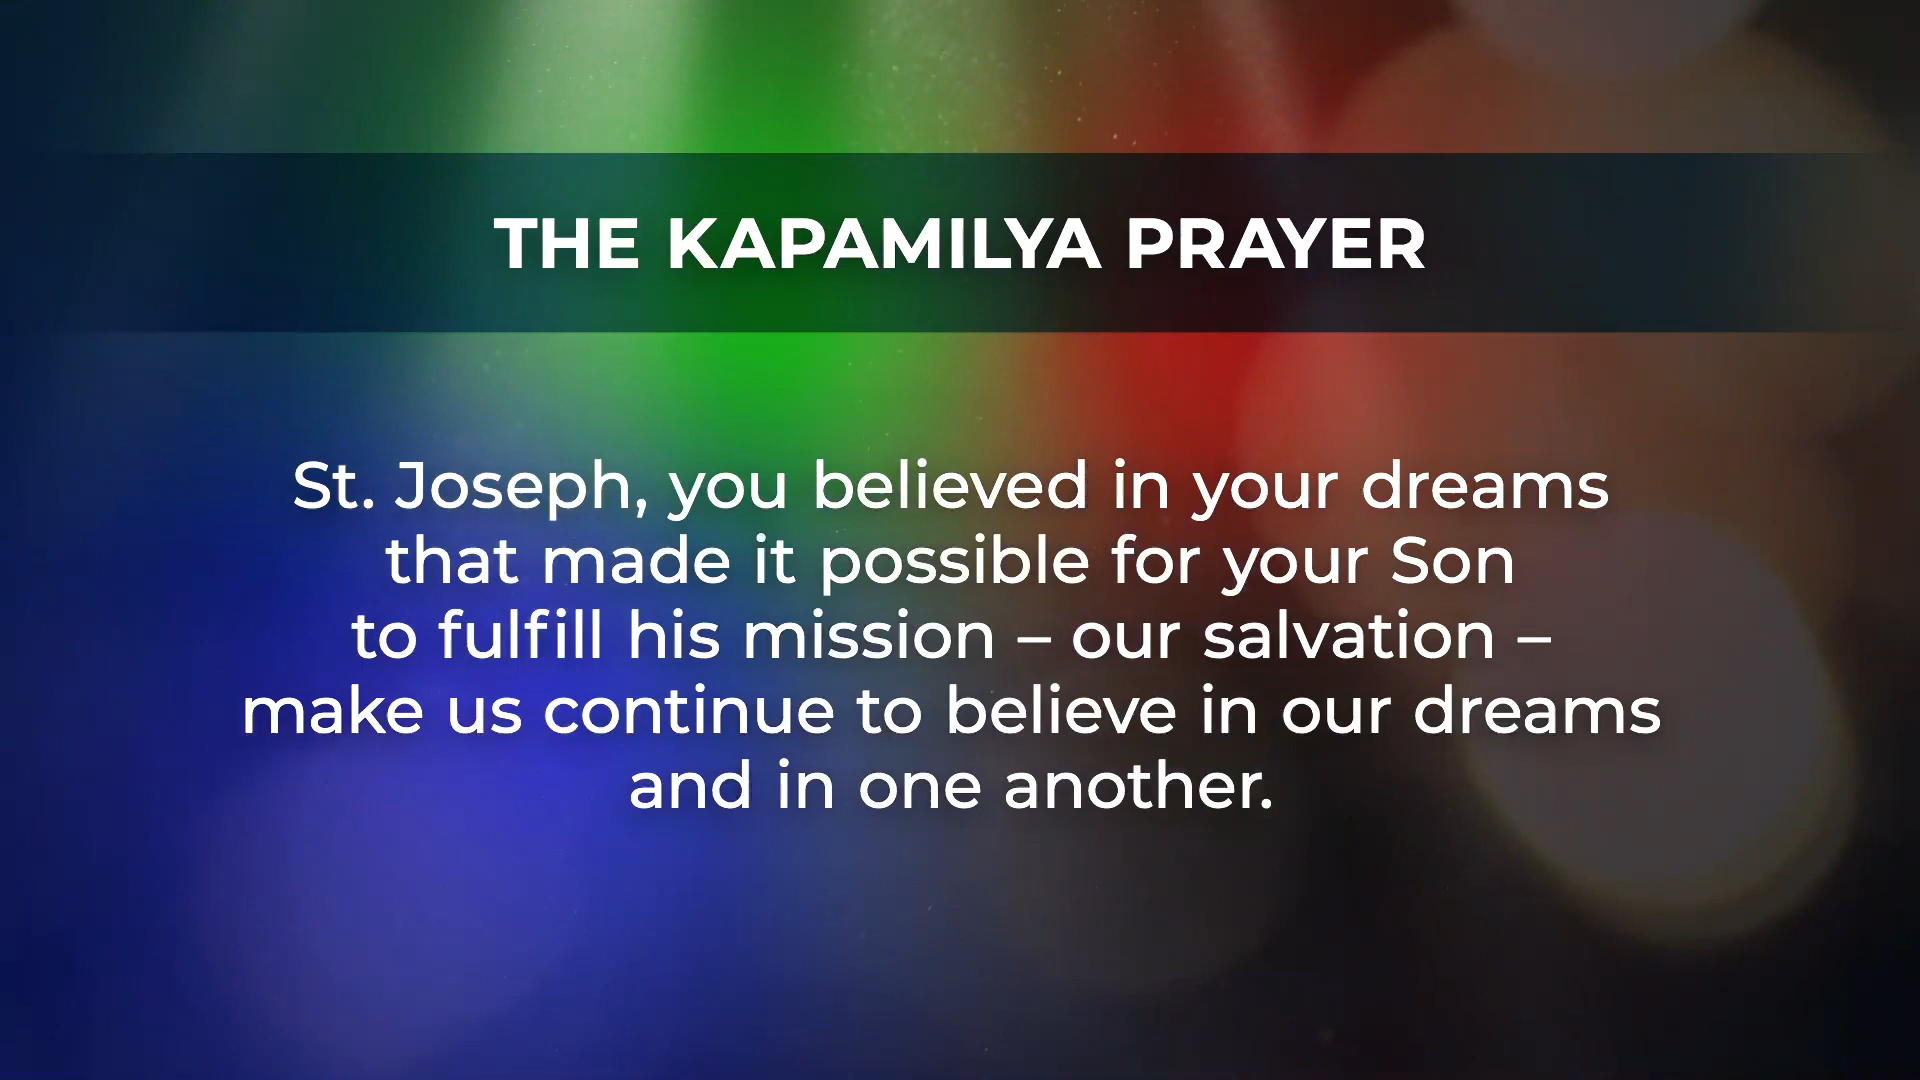 THE KAPAMILYA PRAYER
St. Joseph, you believed in your dreams
that made it possible for your Son
to fulfill his mission – our salvation –
make us continue to believe in our dreams
and in one another.